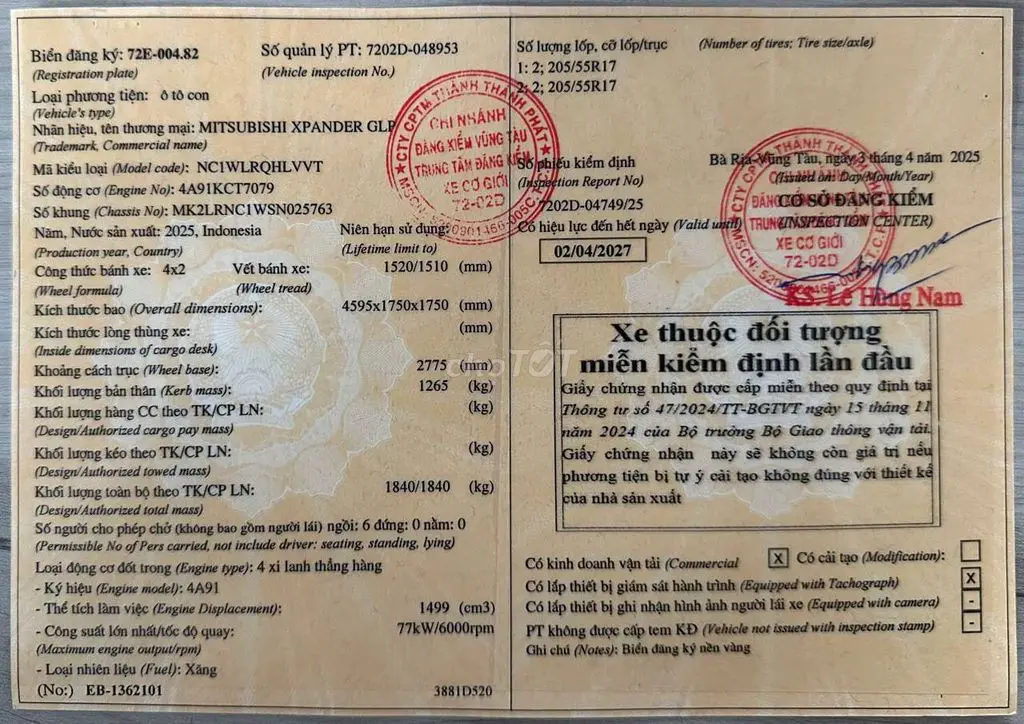 Biển đăng ký: 72E-004.82
Số quản lý PT: 7202D-048953
(Registration plate)
(Vehicle inspection No.)
Loại phương tiện: ô tô con
(Vehicle's type)
Nhãn hiệu, tên thương mại: MITSUBISHI XPANDER GLP
(Trademark, Commercial name)
Mã kiểu loại (Model code): NC1WLRQHLVVT
Số động cơ (Engine No): 4A91KCT7079
Số khung (Chassis No): MK2LRNC1WSN025763
Năm, Nước sản xuất: 2025, Indonesia
Niên hạn sử dụng:
(Production year, Country)
(Lifetime limit to)
Công thức bánh xe: 4x2
Vết bánh xe: 1520/1510 (mm)
(Wheel formula)
(Wheel tread)
Kích thước bao (Overall dimensions): 4595x1750x1750 (mm)
Kích thước lòng thùng xe: (mm)
(Inside dimensions of cargo desk)
Khoảng cách trục (Wheel base): 2775 (mm)
Khối lượng bản thân (Kerb mass): 1265 (kg)
Khối lượng hàng CC theo TK/CP LN: (kg)
(Design/Authorized cargo pay mass)
Khối lượng kéo theo TK/CP LN: (kg)
(Design/Authorized towed mass)
Khối lượng toàn bộ theo TK/CP LN: 1840/1840 (kg)
(Design/Authorized total mass)
Số người cho phép chở (không bao gồm người lái) ngồi: 6 đứng: 0 nằm: 0
(Permissible No of Pers carried, not include driver: seating, standing, lying)
Loại động cơ đốt trong (Engine type): 4 xi lanh thẳng hàng
- Ký hiệu (Engine model): 4A91
- Thể tích làm việc (Engine Displacement): 1499 (cm3)
- Công suất lớn nhất/tốc độ quay: 77kW/6000rpm
(Maximum engine output/rpm)
- Loại nhiên liệu (Fuel): Xăng
(No:) EB-1362101
3881D520
CTY CPTM THÀNH THÀNH PHÁT
CHI NHÁNH
ĐĂNG KIỂM VŨNG TÀU
TRUNG TÂM ĐĂNG KIỂM
XE CƠ GIỚI
72-02D
Số lượng lốp, cỡ lốp/trục (Number of tires; Tire size/axle)
1: 2; 205/55R17
2: 2; 205/55R17
Số phiếu kiểm định
(Inspection Report No)
7202D-04749/25
Có hiệu lực đến hết ngày (Valid until)
02/04/2027
Bà Rịa-Vũng Tàu, ngày 3 tháng 4 năm 2025
(Issued on: Day/Month/Year)
CƠ SỞ ĐĂNG KIỂM
(INSPECTION CENTER)
XE CƠ GIỚI
72-02D
KS. Lê Hồng Nam
Xe thuộc đối tượng
miễn kiểm định lần đầu
Giấy chứng nhận được cấp miễn theo quy định tại
Thông tư số 47/2024/TT-BGTVT ngày 15 tháng 11
năm 2024 của Bộ trưởng Bộ Giao thông vận tải.
Giấy chứng nhận này sẽ không còn giá trị nếu
phương tiện bị tự ý cải tạo không đúng với thiết kế
của nhà sản xuất
chợTỐT
Có kinh doanh vận tải (Commercial X Có cải tạo (Modification):
Có lắp thiết bị giám sát hành trình (Equipped with Tachograph) X
Có lắp thiết bị ghi nhận hình ảnh người lái xe (Equipped with camera) -
PT không được cấp tem KĐ (Vehicle not issued with inspection stamp) -
Ghi chú (Notes): Biển đăng ký nền vàng